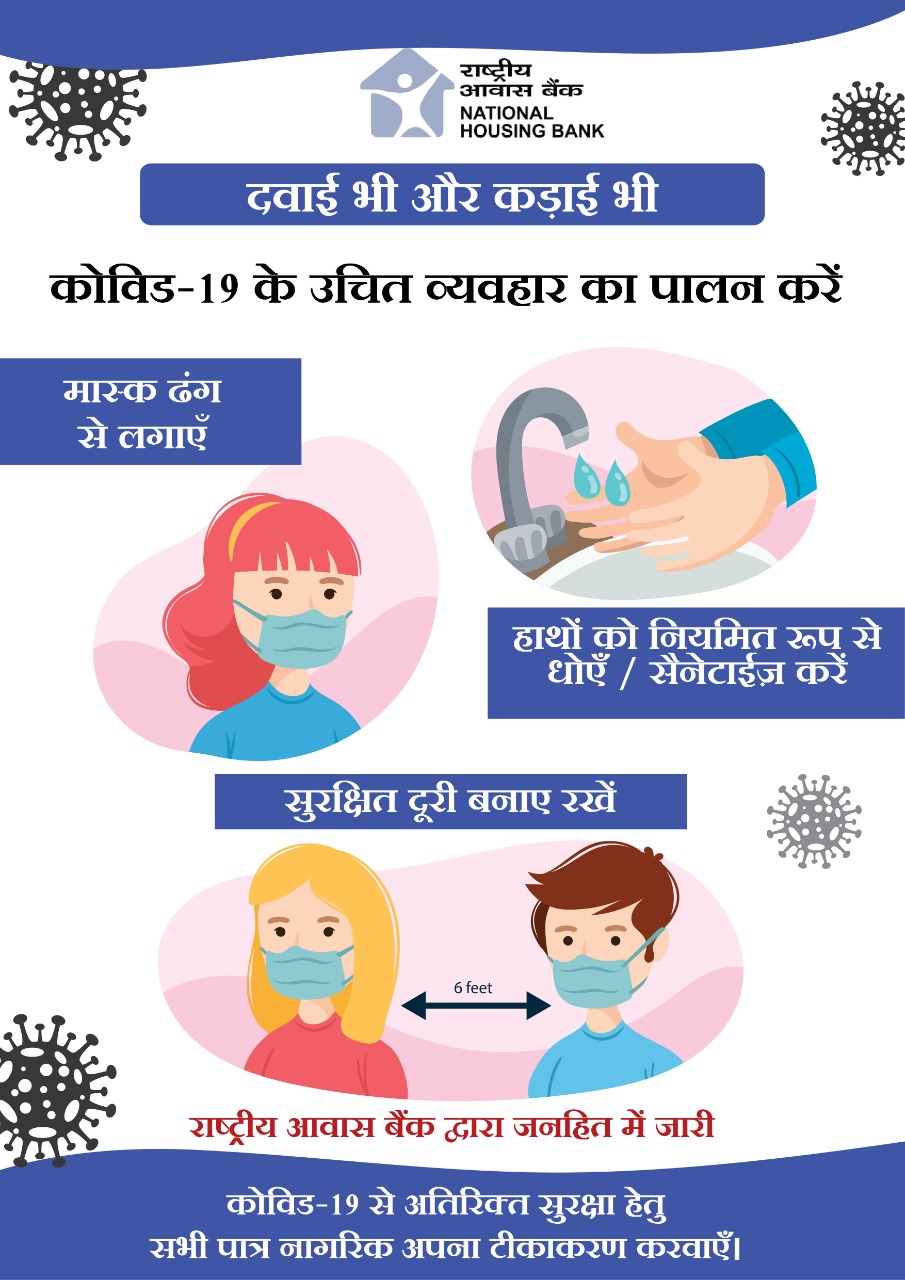 राष्ट्रीय
आवास बैंक
NATIONAL
HOUSING BANK
दवाई भी और कड़ाई भी
कोविड-19 के उचित व्यवहार का पालन करें
मास्क ढंग
से लगाएँ
हाथों को नियमित रूप से
धोएँ / सैनेटाईज़ करें
सुरक्षित दूरी बनाए रखें
6 feet
राष्ट्रीय आवास बैंक द्वारा जनहित में जारी
कोविड-19 से अतिरिक्त सुरक्षा हेतु
सभी पात्र नागरिक अपना टीकाकरण करवाएँ।